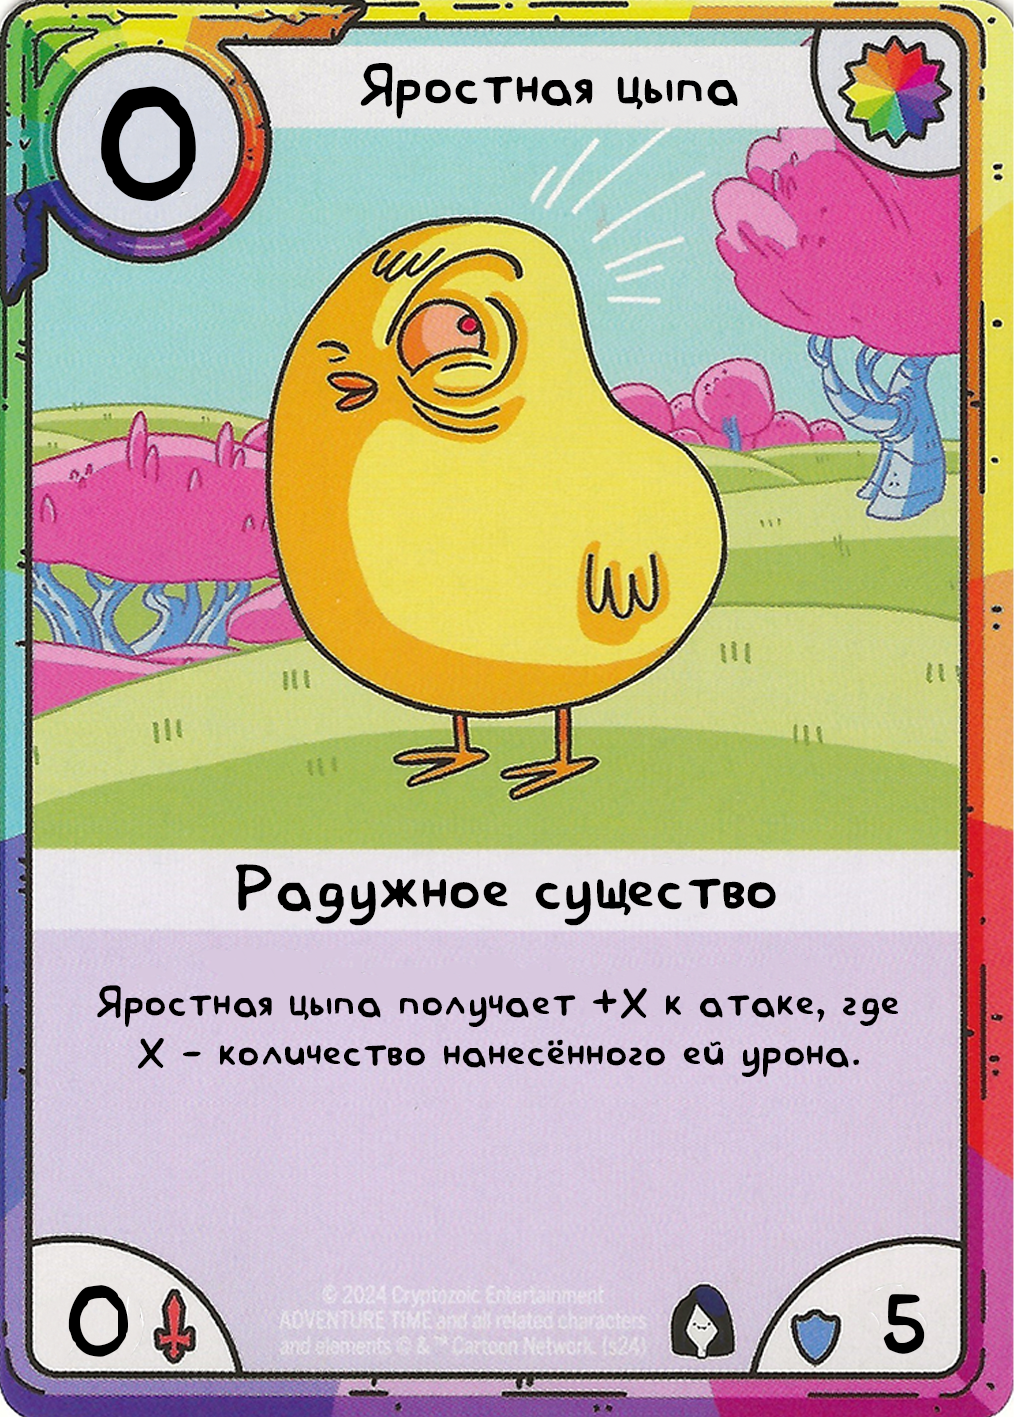 0
Яростная цыпа
Радужное существо
Яростная цыпа получает +X к атаке, где
X - количество нанесённого ей урона.
0
© 2024 Cryptozoic Entertainment
ADVENTURE TIME and all related characters
and elements © & ™ Cartoon Network. (s24)
5